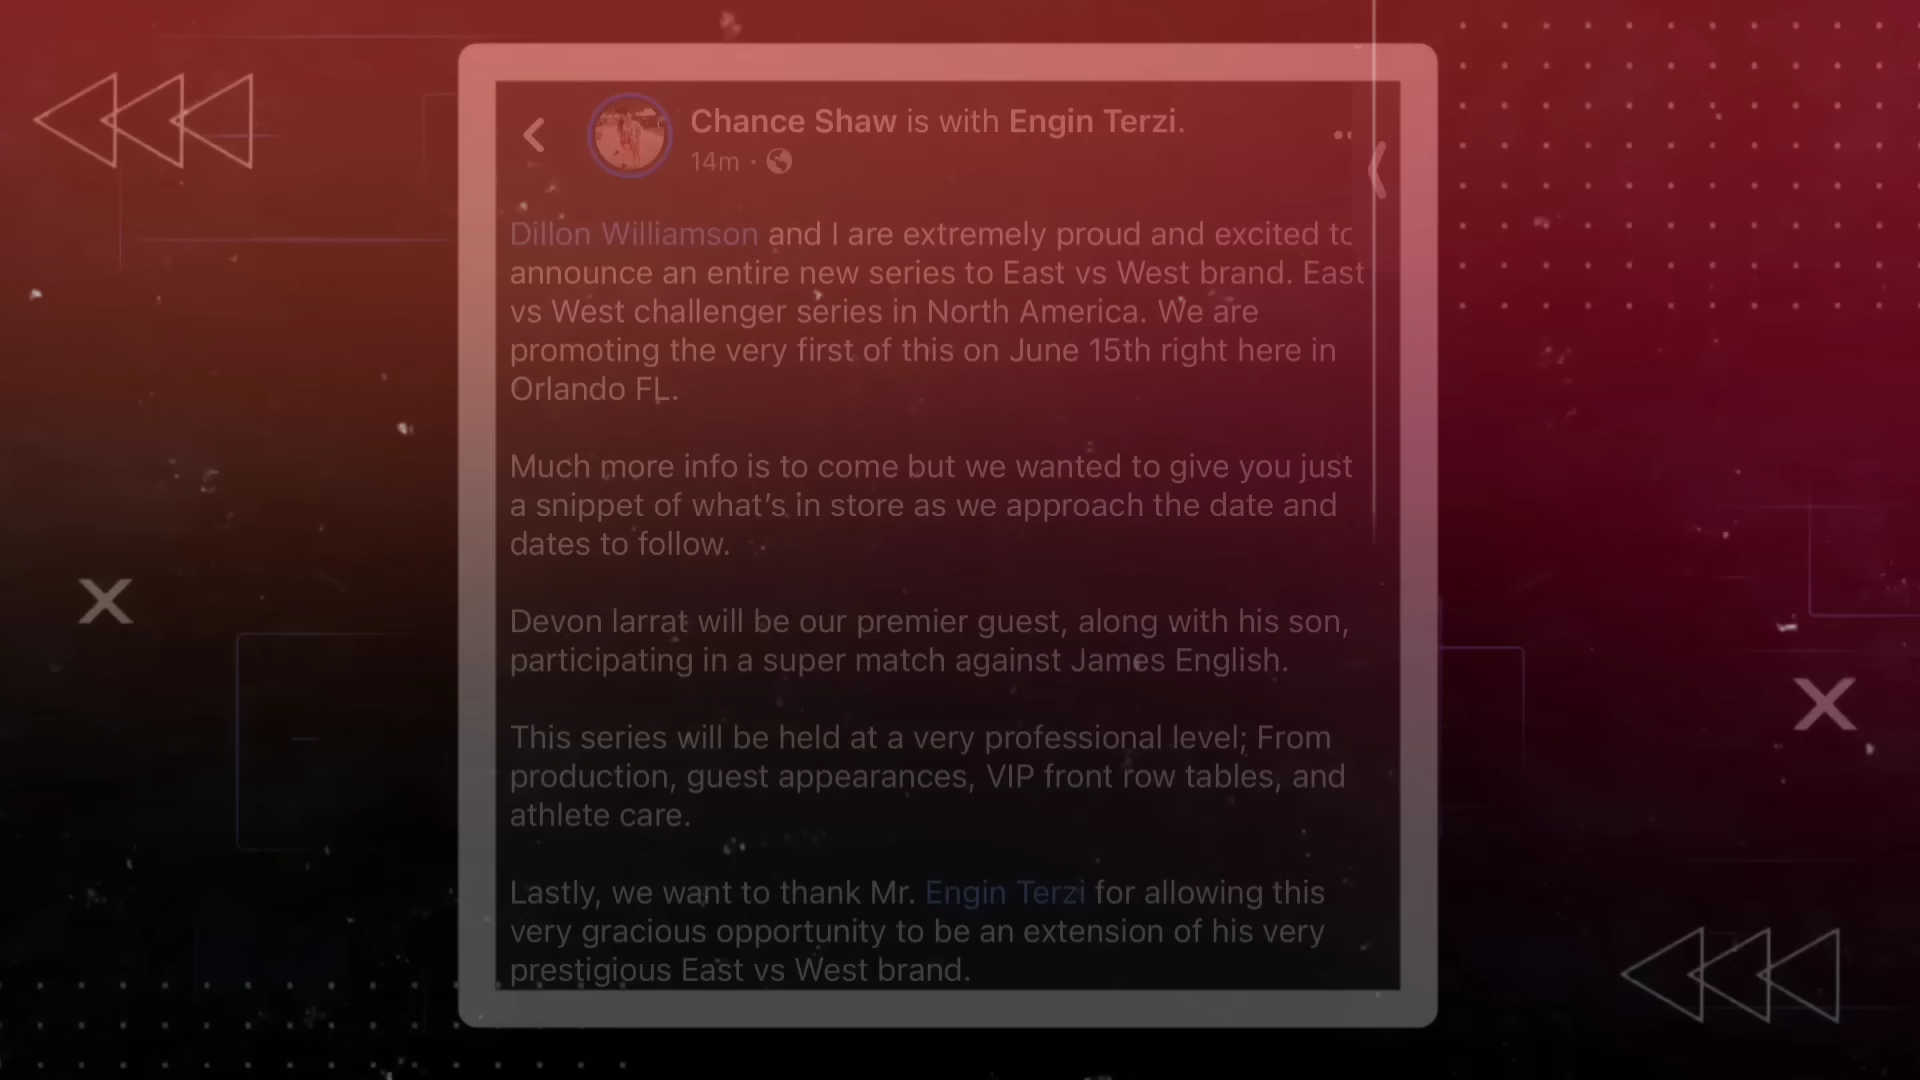 Chance Shaw is with Engin Terzi.
14m ·
Dillon Williamson and I are extremely proud and excited to
announce an entire new series to East vs West brand. East
vs West challenger series in North America. We are
promoting the very first of this on June 15th right here in
Orlando FL.
Much more info is to come but we wanted to give you just
a snippet of what’s in store as we approach the date and
dates to follow.
Devon larrat will be our premier guest, along with his son,
participating in a super match against James English.
This series will be held at a very professional level; From
production, guest appearances, VIP front row tables, and
athlete care.
Lastly, we want to thank Mr. Engin Terzi for allowing this
very gracious opportunity to be an extension of his very
prestigious East vs West brand.